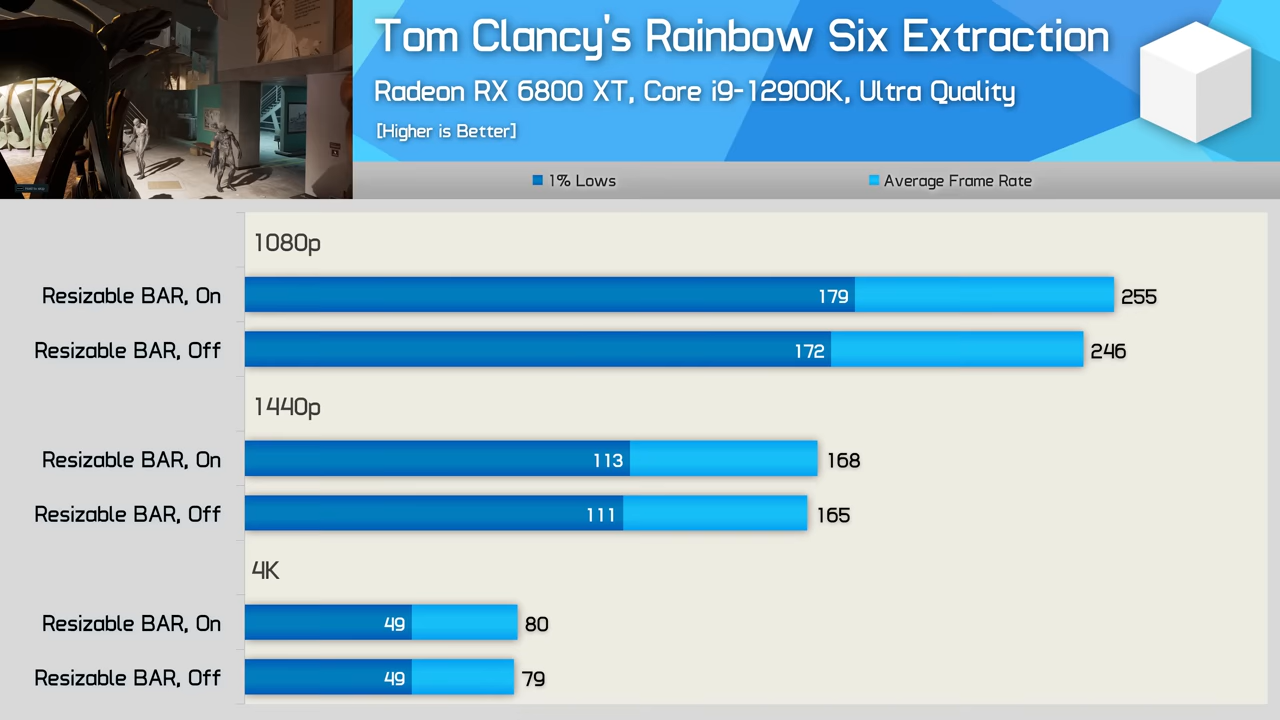 Tom Clancy's Rainbow Six Extraction
Radeon RX 6800 XT, Core i9-12900K, Ultra Quality
[Higher is Better]
1% Lows
Average Frame Rate
1080p
Resizable BAR, On
179
255
Resizable BAR, Off
172
246
1440p
Resizable BAR, On
113
168
Resizable BAR, Off
111
165
4K
Resizable BAR, On
49
80
Resizable BAR, Off
49
79